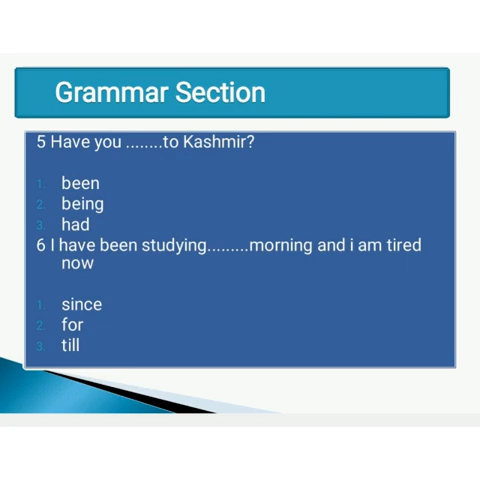 Grammar Section
5 Have you ........to Kashmir?
1. been
2. being
3. had
6 I have been studying.........morning and i am tired
now
1. since
2. for
3. till